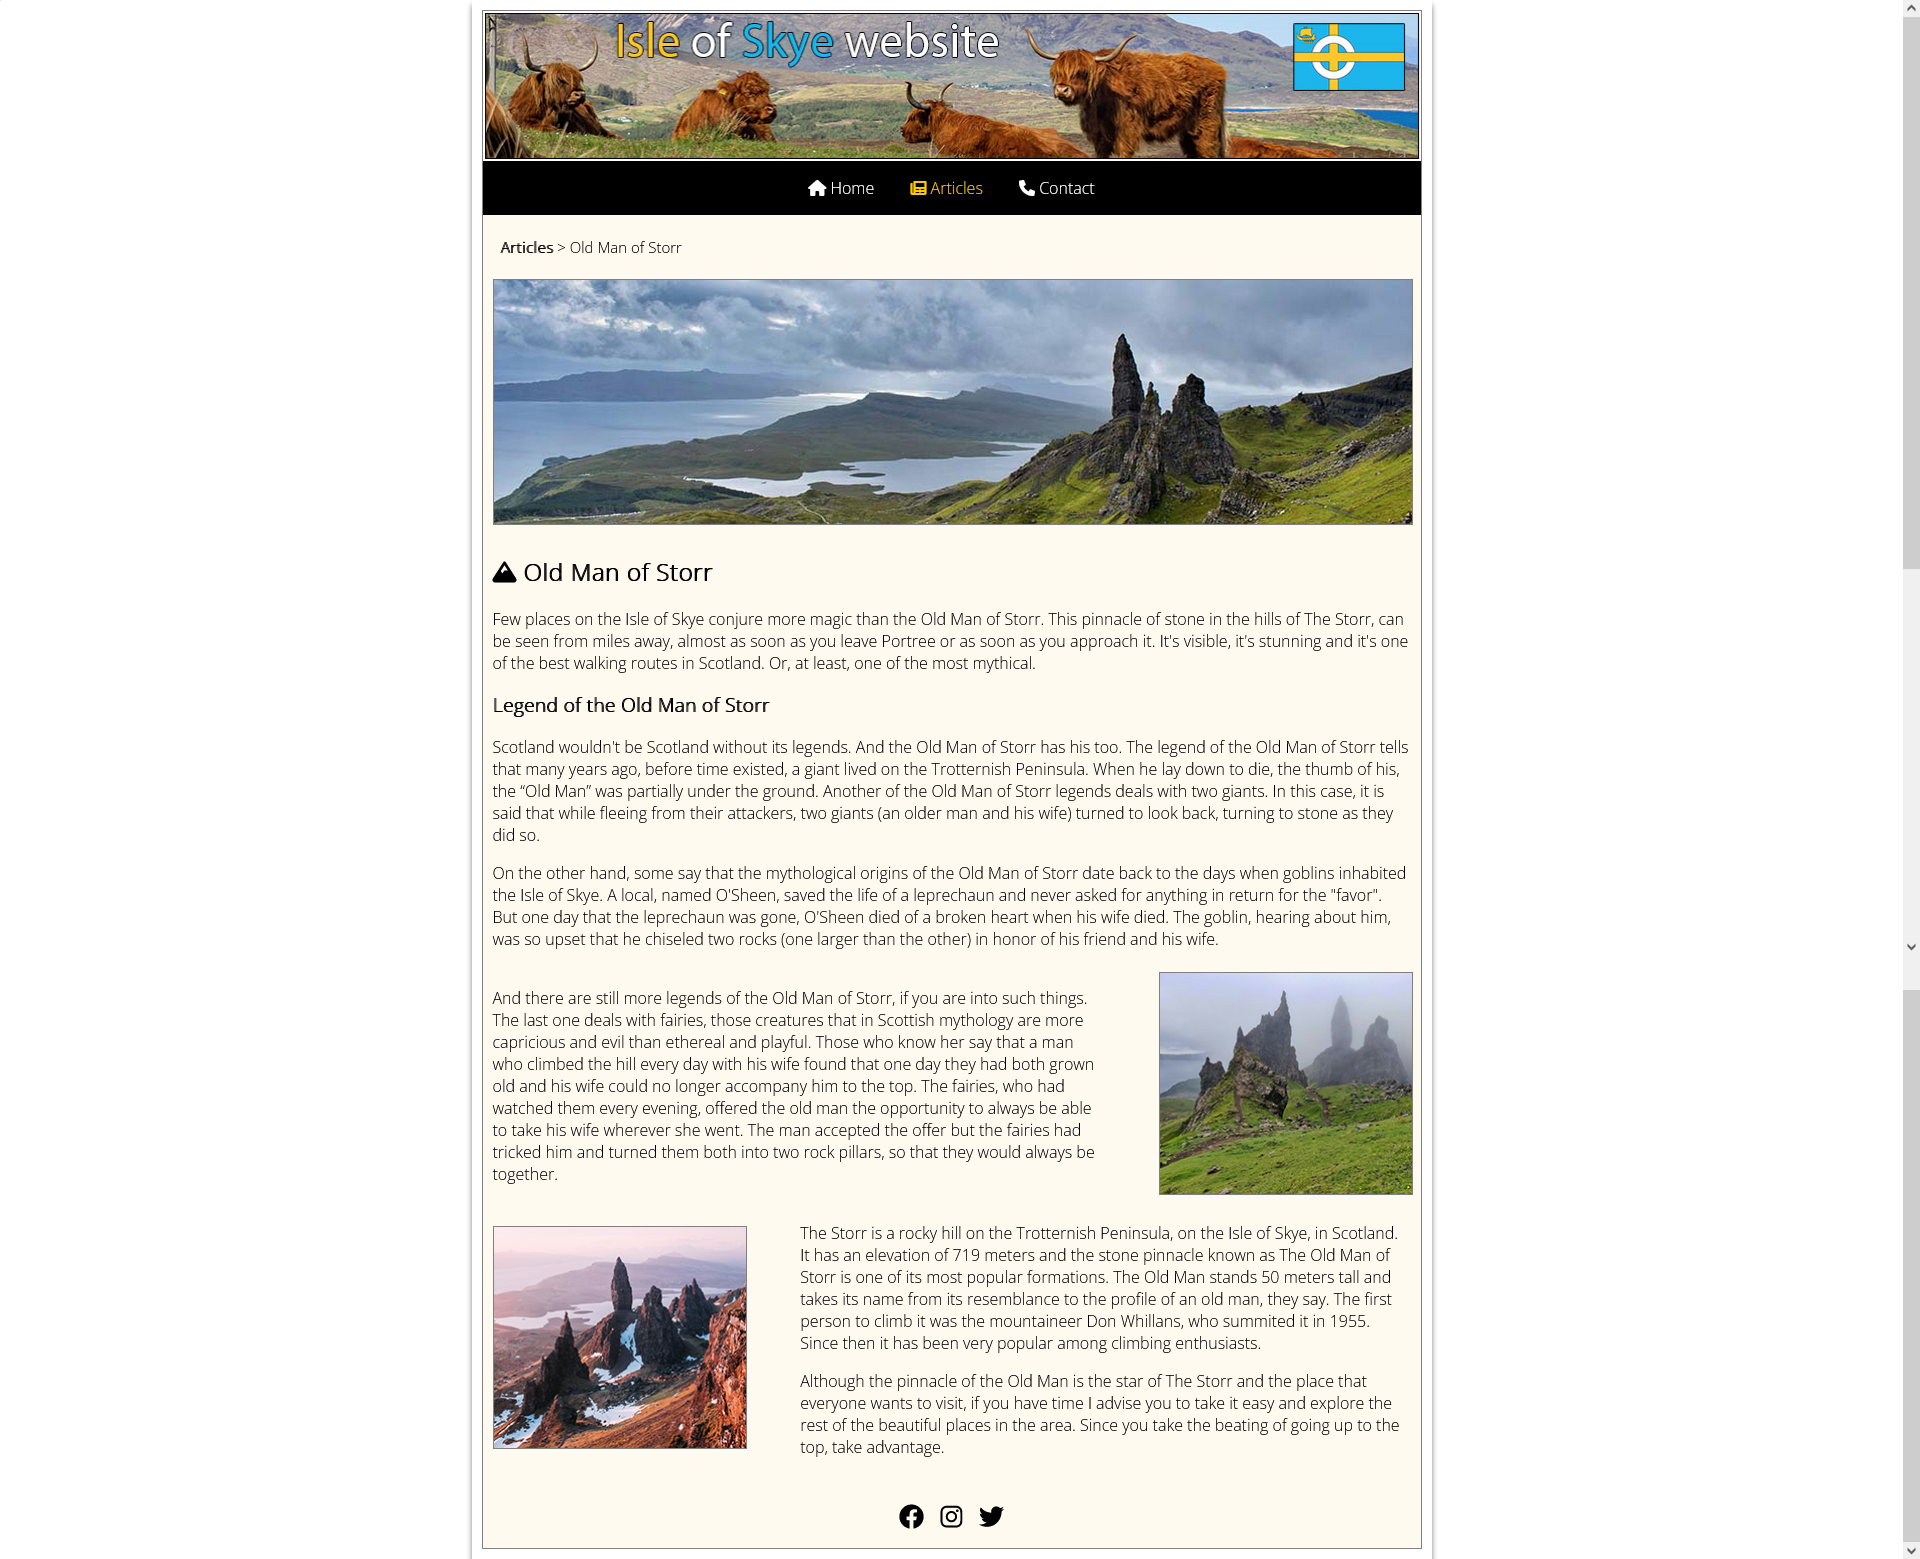 Isle of Skye website
Home Articles Contact
Articles > Old Man of Storr
Old Man of Storr
Few places on the Isle of Skye conjure more magic than the Old Man of Storr. This pinnacle of stone in the hills of The Storr, can
be seen from miles away, almost as soon as you leave Portree or as soon as you approach it. It's visible, it's stunning and it's one
of the best walking routes in Scotland. Or, at least, one of the most mythical.
Legend of the Old Man of Storr
Scotland wouldn't be Scotland without its legends. And the Old Man of Storr has his too. The legend of the Old Man of Storr tells
that many years ago, before time existed, a giant lived on the Trotternish Peninsula. When he lay down to die, the thumb of his,
the “Old Man” was partially under the ground. Another of the Old Man of Storr legends deals with two giants. In this case, it is
said that while fleeing from their attackers, two giants (an older man and his wife) turned to look back, turning to stone as they
did so.
On the other hand, some say that the mythological origins of the Old Man of Storr date back to the days when goblins inhabited
the Isle of Skye. A local, named O'Sheen, saved the life of a leprechaun and never asked for anything in return for the "favor".
But one day that the leprechaun was gone, O'Sheen died of a broken heart when his wife died. The goblin, hearing about him,
was so upset that he chiseled two rocks (one larger than the other) in honor of his friend and his wife.
And there are still more legends of the Old Man of Storr, if you are into such things.
The last one deals with fairies, those creatures that in Scottish mythology are more
capricious and evil than ethereal and playful. Those who know her say that a man
who climbed the hill every day with his wife found that one day they had both grown
old and his wife could no longer accompany him to the top. The fairies, who had
watched them every evening, offered the old man the opportunity to always be able
to take his wife wherever she went. The man accepted the offer but the fairies had
tricked him and turned them both into two rock pillars, so that they would always be
together.
The Storr is a rocky hill on the Trotternish Peninsula, on the Isle of Skye, in Scotland.
It has an elevation of 719 meters and the stone pinnacle known as The Old Man of
Storr is one of its most popular formations. The Old Man stands 50 meters tall and
takes its name from its resemblance to the profile of an old man, they say. The first
person to climb it was the mountaineer Don Whillans, who summited it in 1955.
Since then it has been very popular among climbing enthusiasts.
Although the pinnacle of the Old Man is the star of The Storr and the place that
everyone wants to visit, if you have time I advise you to take it easy and explore the
rest of the beautiful places in the area. Since you take the beating of going up to the
top, take advantage.